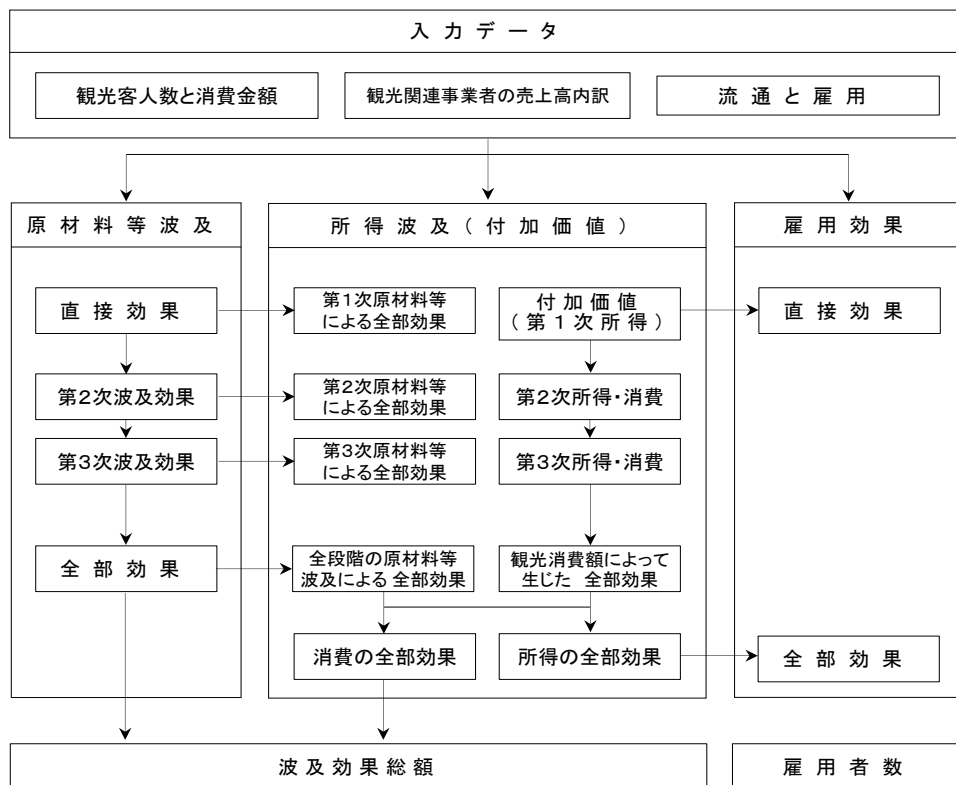 入力データ
観光客人数と消費金額
観光関連事業者の売上高内訳
流通と雇用
原材料等波及
所得波及(付加価値)
雇用効果
直接効果
第1次原材料等
による全部効果
付加価値
(第1次所得)
直接効果
第2次波及効果
第2次原材料等
による全部効果
第2次所得・消費
第3次波及効果
第3次原材料等
による全部効果
第3次所得・消費
全部効果
全段階の原材料等
波及による 全部効果
観光消費額によって
生じた 全部効果
消費の全部効果
所得の全部効果
全部効果
波及効果総額
雇用者数